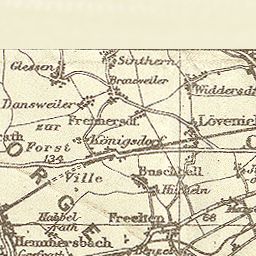 Sinthern
Glessen
Brauweiler
Widdersd
Dansweiler
Freimersdf
Lövenich
zur
Königsdorf
rath
Forst
134
O
R
G
E
Ville
Buschbell
Hücheln
Habbel
rath
Frechen
68
Hemmersbach